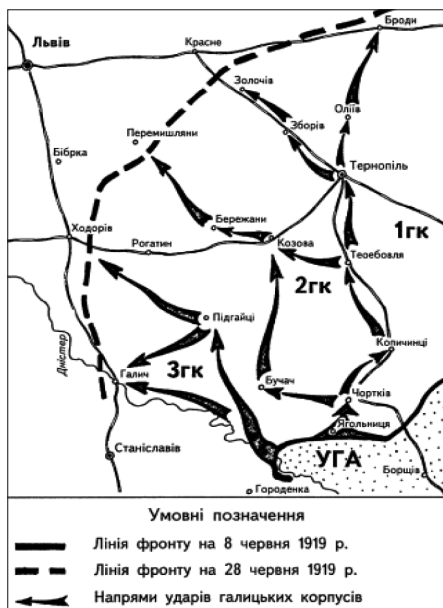 Броди
Львів
Красне
Золочів
Оліїв
Зборів
Перемишляни
Бібрка
Тернопіль
Бережани
1гк
Ходорів
Козова
Рогатин
Теоебовля
2гк
Підгайці
Дністер
Копичинці
3гк
Галич
Бучач
Чортків
Ягольниця
Станіславів
УГА
Борщів
Городенка
Умовні позначення
Лінія фронту на 8 червня 1919 р.
Лінія фронту на 28 червня 1919 р.
Напрями ударів галицьких корпусів